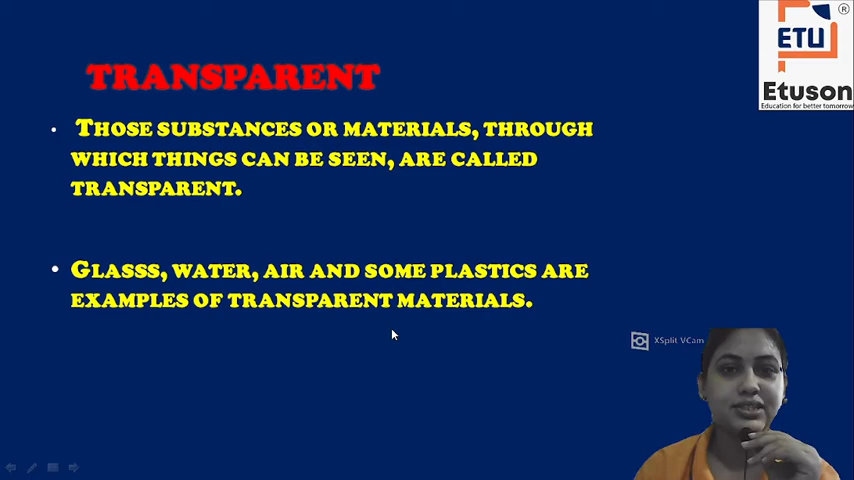 TRANSPARENT
• THOSE SUBSTANCES OR MATERIALS, THROUGH
WHICH THINGS CAN BE SEEN, ARE CALLED
TRANSPARENT.
• GLASSS, WATER, AIR AND SOME PLASTICS ARE
EXAMPLES OF TRANSPARENT MATERIALS.
ETU
®
Etuson
Education for better tomorrow
XSplit VCam